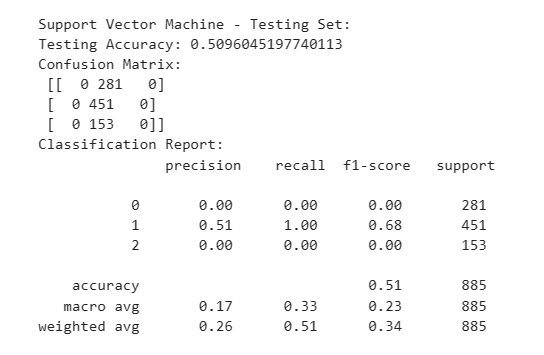 Support Vector Machine - Testing Set:
Testing Accuracy: 0.5096045197740113
Confusion Matrix:
[[  0 281   0]
[  0 451   0]
[  0 153   0]]
Classification Report:
precision    recall  f1-score   support
0       0.00      0.00      0.00       281
1       0.51      1.00      0.68       451
2       0.00      0.00      0.00       153
accuracy                           0.51       885
macro avg       0.17      0.33      0.23       885
weighted avg       0.26      0.51      0.34       885